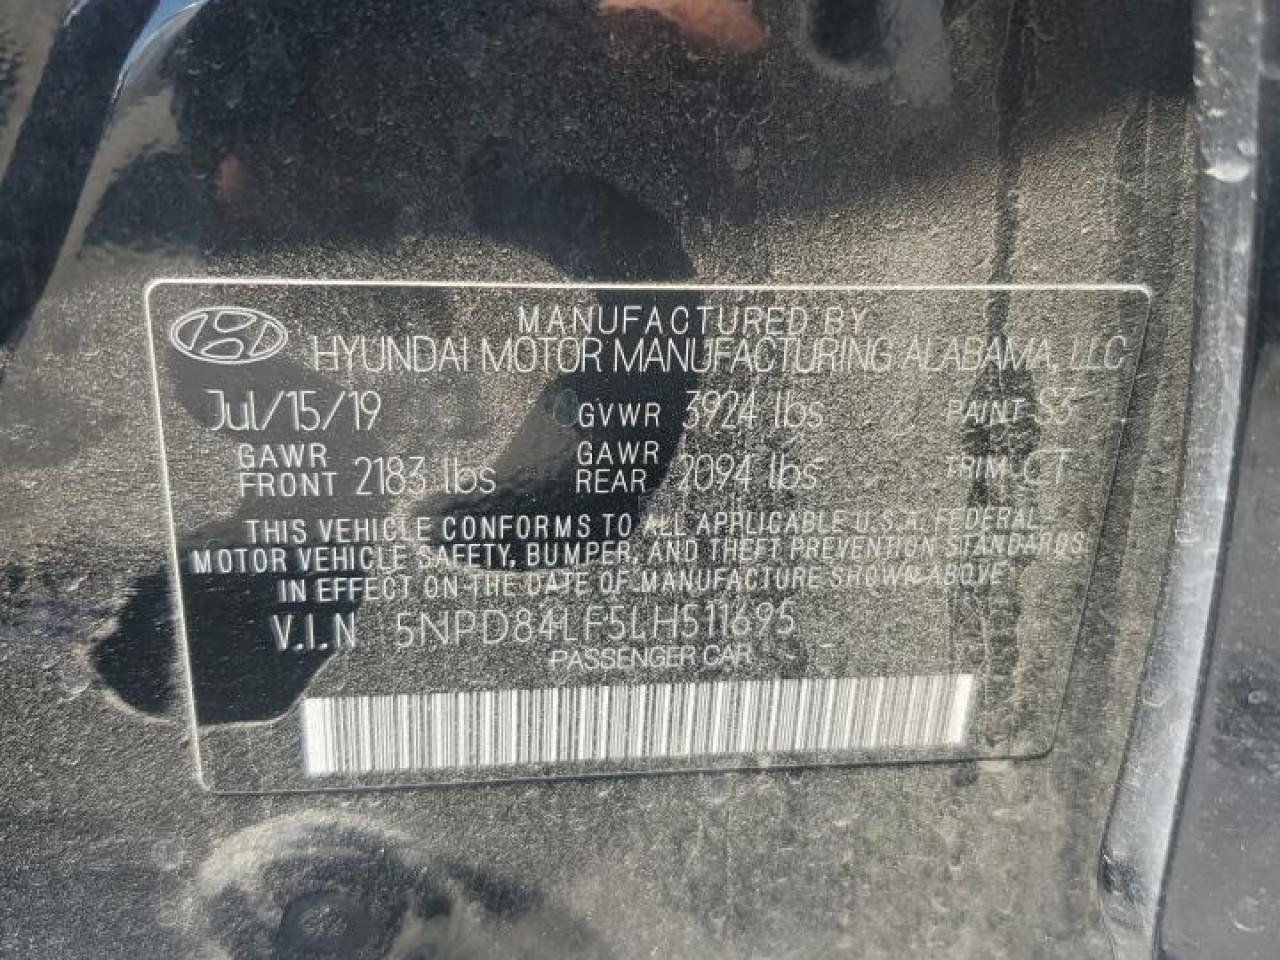 MANUFACTURED BY
HYUNDAI MOTOR MANUFACTURING ALABAMA, LLC
Jul/15/19 GVWR 3924 lbs PAINT S3
GAWR FRONT 2183 lbs GAWR REAR 2094 lbs TRIM CT
THIS VEHICLE CONFORMS TO ALL APPLICABLE U.S.A. FEDERAL
MOTOR VEHICLE SAFETY, BUMPER, AND THEFT PREVENTION STANDARDS
IN EFFECT ON THE DATE OF MANUFACTURE SHOWN ABOVE
V.I.N 5NPD84LF5LH511695
PASSENGER CAR